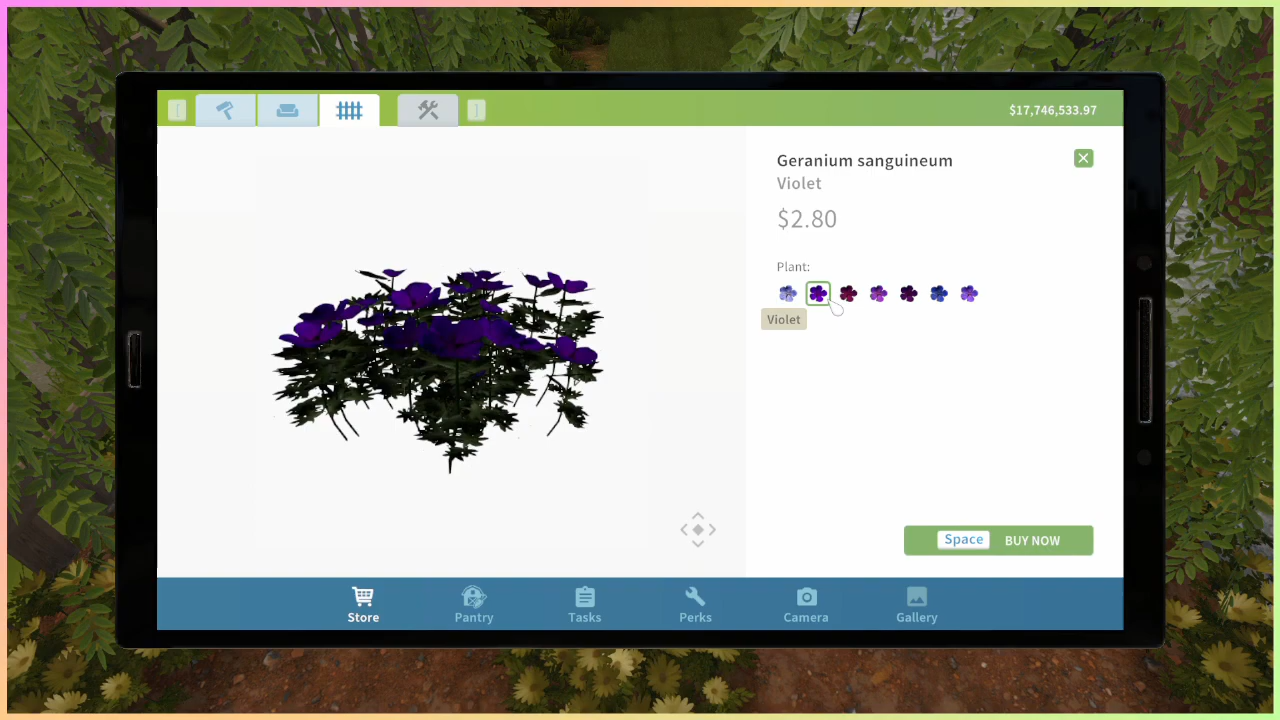 $17,746,533.97
Geranium sanguineum
Violet
$2.80
Plant:
Violet
Space BUY NOW
Store Pantry Tasks Perks Camera Gallery